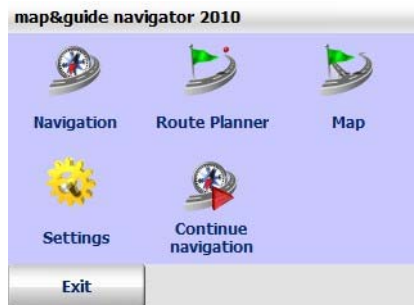 map&guide navigator 2010
Navigation
Route Planner
Map
Settings
Continue
navigation
Exit